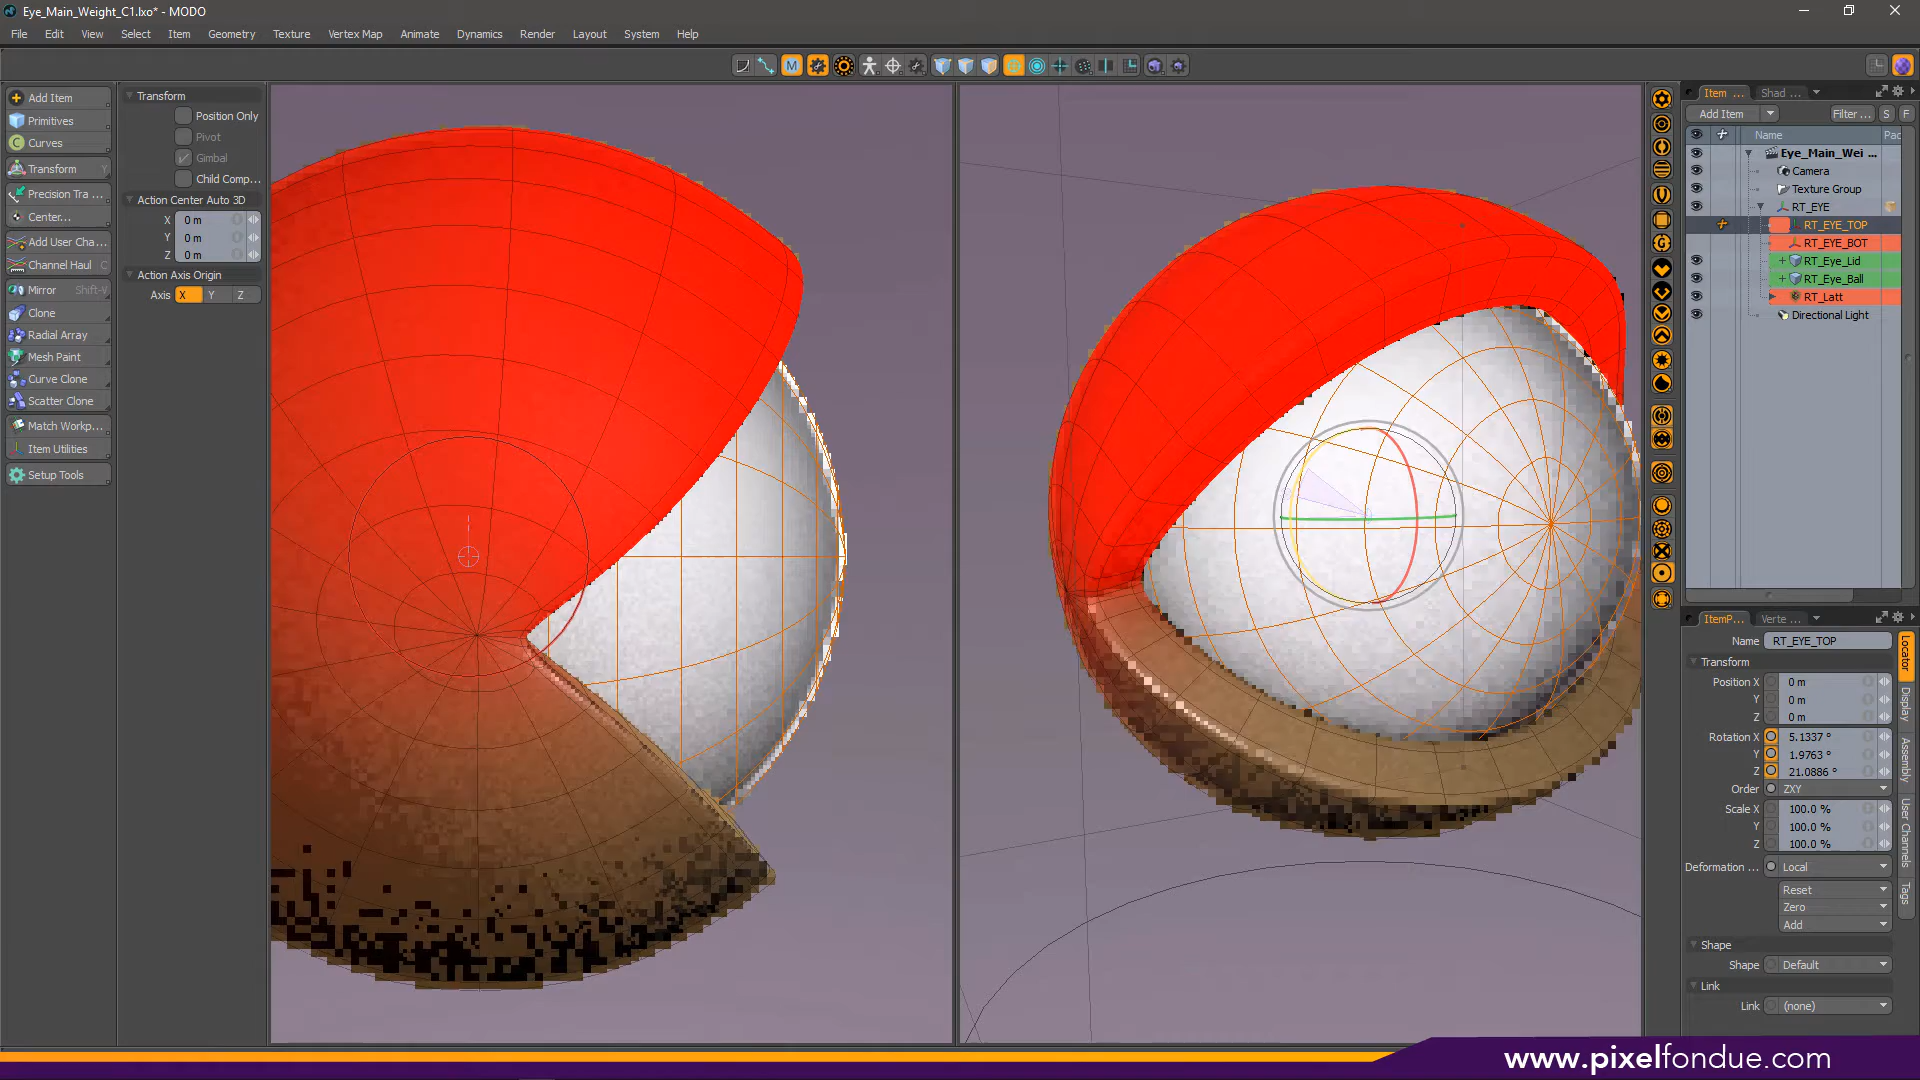 Eye_Main_Weight_C1.lxo* - MODO
File Edit View Select Item Geometry Texture Vertex Map Animate Dynamics Render Layout System Help
Add Item
Primitives
Curves
Transform Y
Precision Tra ...
Center...
Add User Cha...
Channel Haul C
Mirror Shift-V
Clone
Radial Array
Mesh Paint
Curve Clone
Scatter Clone
Match Workp...
Item Utilities
Setup Tools
Transform
Position Only
Pivot
Gimbal
Child Comp...
Action Center Auto 3D
X 0 m
Y 0 m
Z 0 m
Action Axis Origin
Axis X Y Z
Item ... Shad ...
Add Item Filter ... S F
Name Pac
Eye_Main_Wei ...
Camera
Texture Group
RT_EYE
RT_EYE_TOP
RT_EYE_BOT
RT_Eye_Lid
RT_Eye_Ball
RT_Latt
Directional Light
ItemP... Verte ...
Name RT_EYE_TOP
Transform
Position X 0 m
Y 0 m
Z 0 m
Rotation X 5.1337 °
Y 1.9763 °
Z 21.0886 °
Order ZXY
Scale X 100.0 %
Y 100.0 %
Z 100.0 %
Deformation ... Local
Reset
Zero
Add
Shape
Shape Default
Link
Link (none)
Locator
Display
Assembly
User Channels
Tags
www.pixelfondue.com